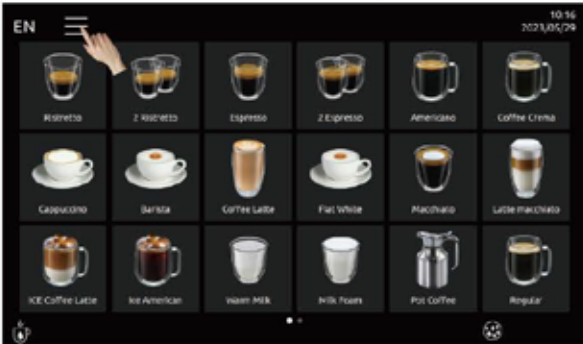 EN
10:16
2023/05/29
Ristretto
2 Ristretto
Espresso
2 Espresso
Americano
Coffee Crema
Cappuccino
Barista
Coffee Latte
Flat White
Macchiato
Latte macchiato
ICE Coffee Latte
Ice American
Warm Milk
Milk Foam
Pot Coffee
Regular